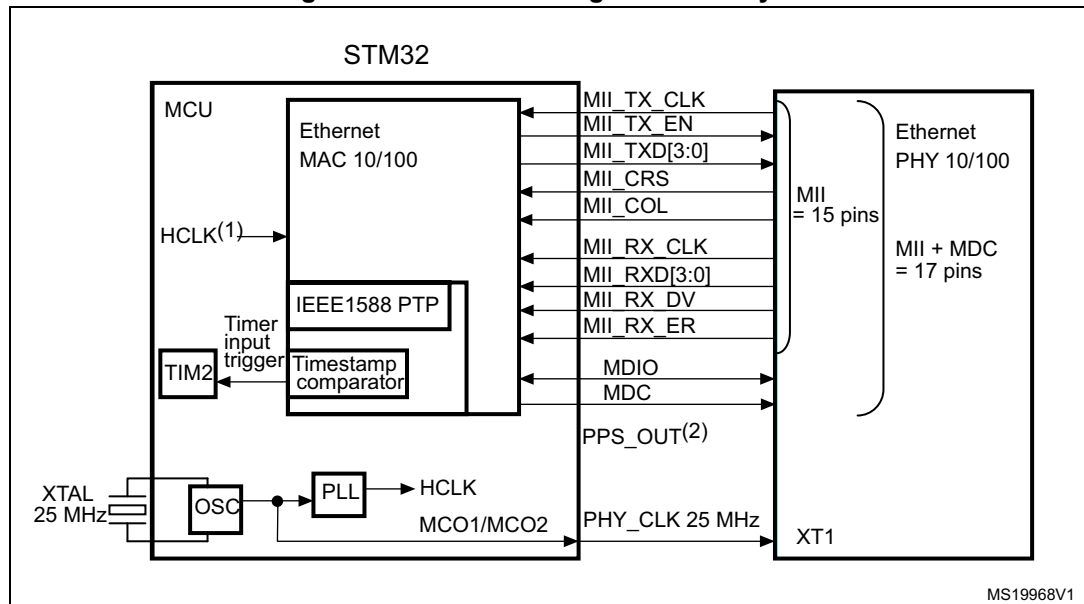 STM32
MCU
Ethernet
MAC 10/100
HCLK(1)
IEEE1588 PTP
Timer
input
trigger
TIM2
Timestamp
comparator
XTAL
25 MHz
OSC
PLL
HCLK
MCO1/MCO2
MII_TX_CLK
MII_TX_EN
MII_TXD[3:0]
MII_CRS
MII_COL
MII_RX_CLK
MII_RXD[3:0]
MII_RX_DV
MII_RX_ER
MDIO
MDC
PPS_OUT(2)
PHY_CLK 25 MHz
MII
= 15 pins
Ethernet
PHY 10/100
MII + MDC
= 17 pins
XT1
MS19968V1